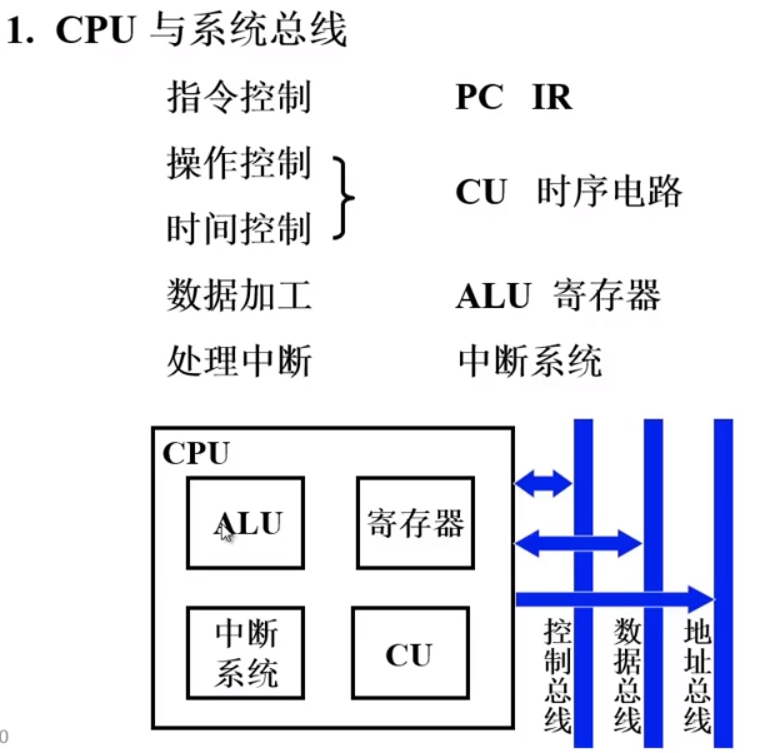 1. CPU 与系统总线
指令控制 PC IR
操作控制
时间控制
CU 时序电路
数据加工 ALU 寄存器
处理中断 中断系统
CPU
ALU
寄存器
中断
系统
CU
控制总线
数据总线
地址总线
0